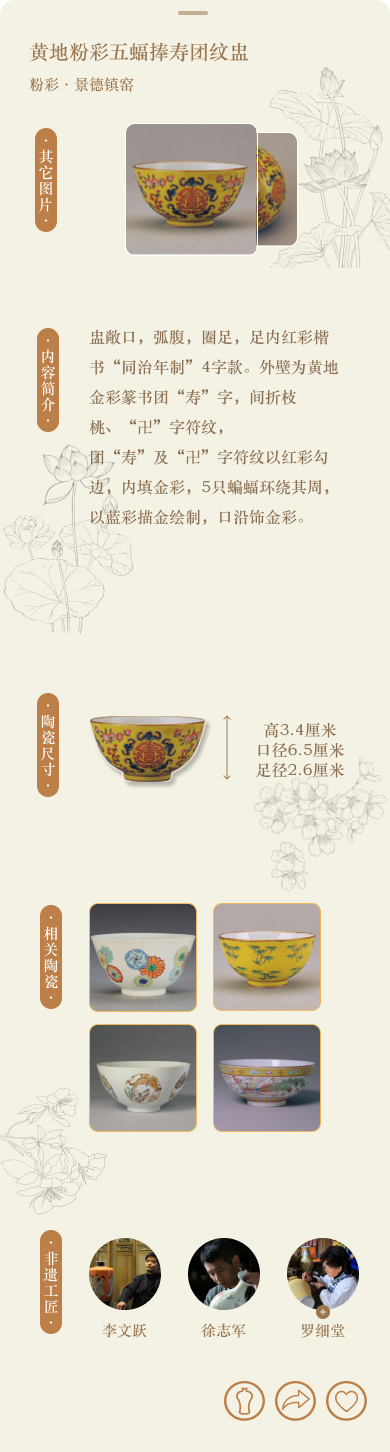 黄地粉彩五蝠捧寿团纹盅
粉彩·景德镇窑
·其它图片·
·内容简介·
盅敞口，弧腹，圈足，足内红彩楷
书“同治年制”4字款。外壁为黄地
金彩篆书团“寿”字，间折枝
桃、“卍”字符纹，
团“寿”及“卍”字符纹以红彩勾
边，内填金彩，5只蝙蝠环绕其周，
以蓝彩描金绘制，口沿饰金彩。
·陶瓷尺寸·
高3.4厘米
口径6.5厘米
足径2.6厘米
·相关陶瓷·
·非遗工匠·
李文跃
徐志军
罗细堂